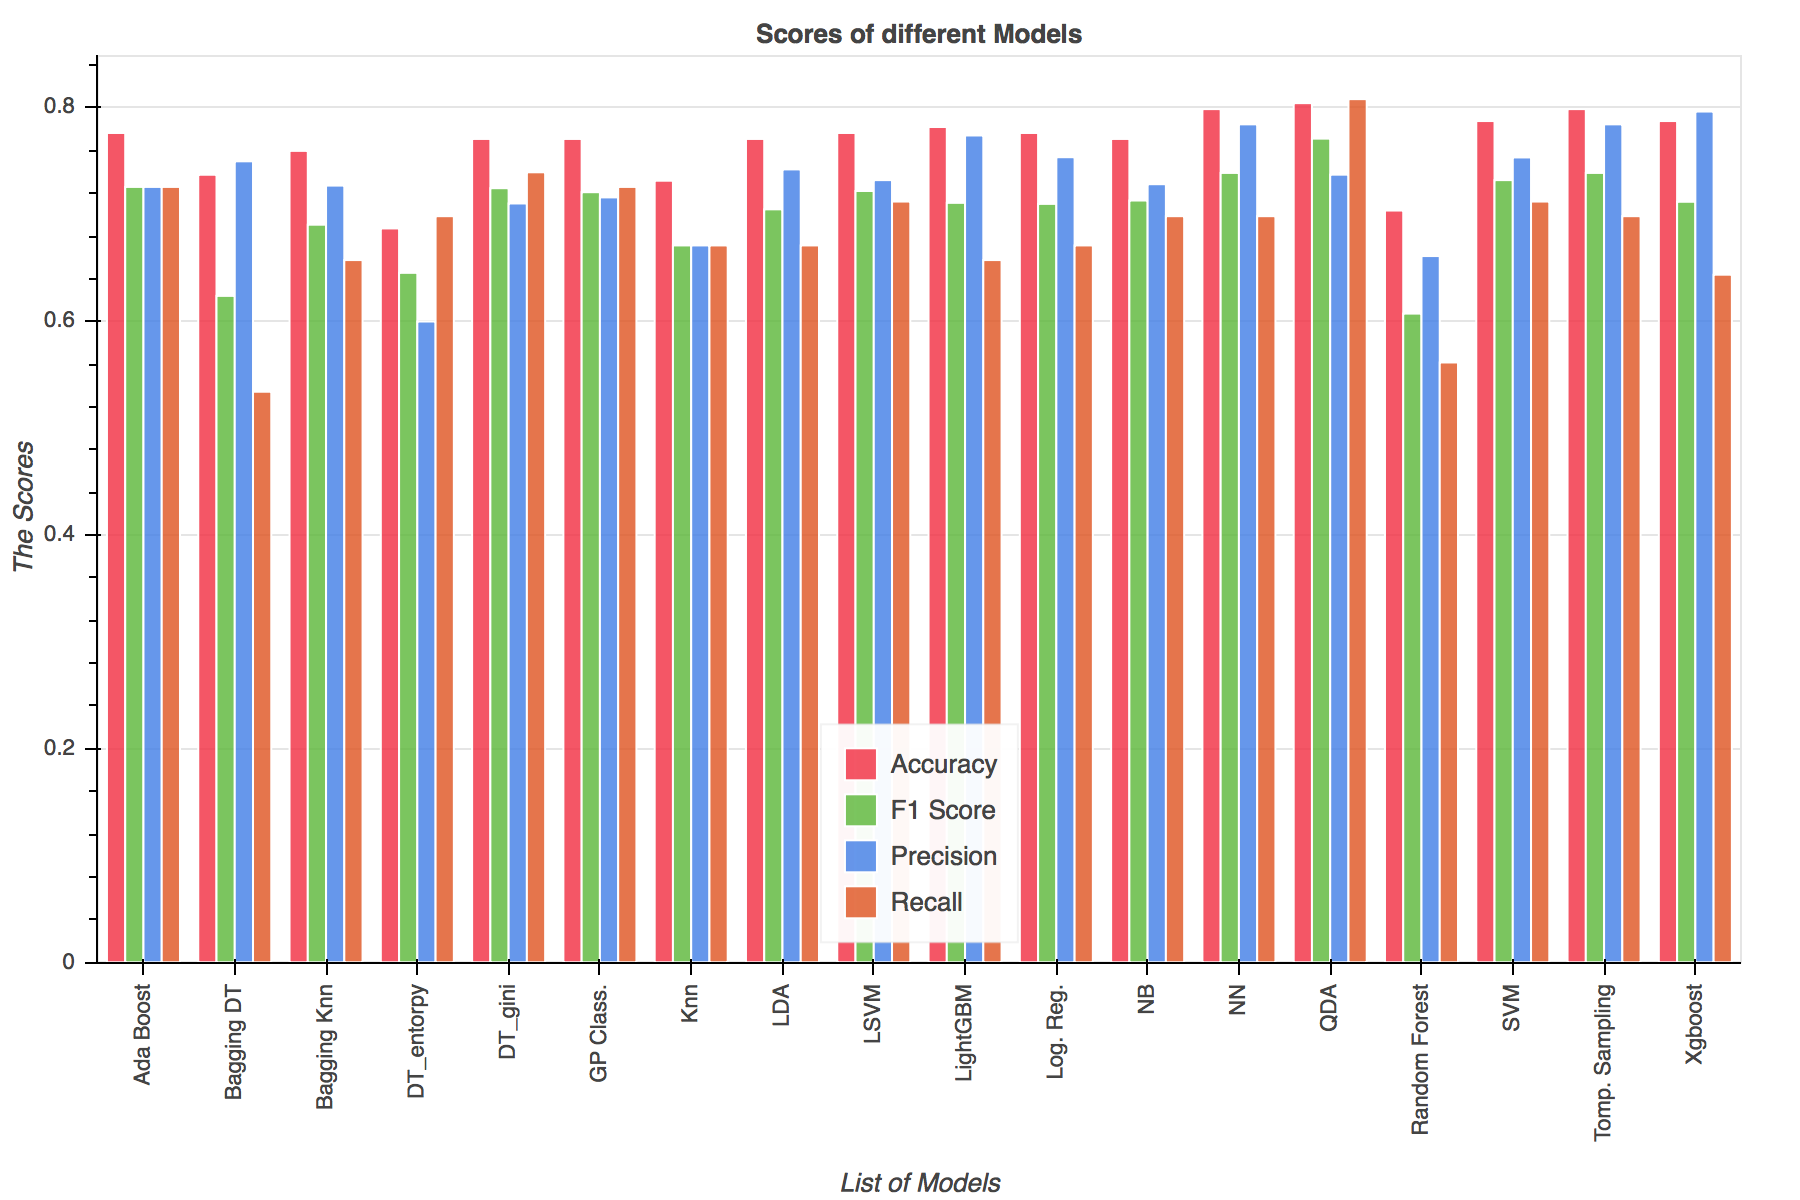 Scores of different Models
The Scores
0.8
0.6
0.4
0.2
0
Accuracy
F1 Score
Precision
Recall
Ada Boost
Bagging DT
Bagging Knn
DT_entorpy
DT_gini
GP Class.
Knn
LDA
LSVM
LightGBM
Log. Reg.
NB
NN
QDA
Random Forest
SVM
Tomp. Sampling
Xgboost
List of Models